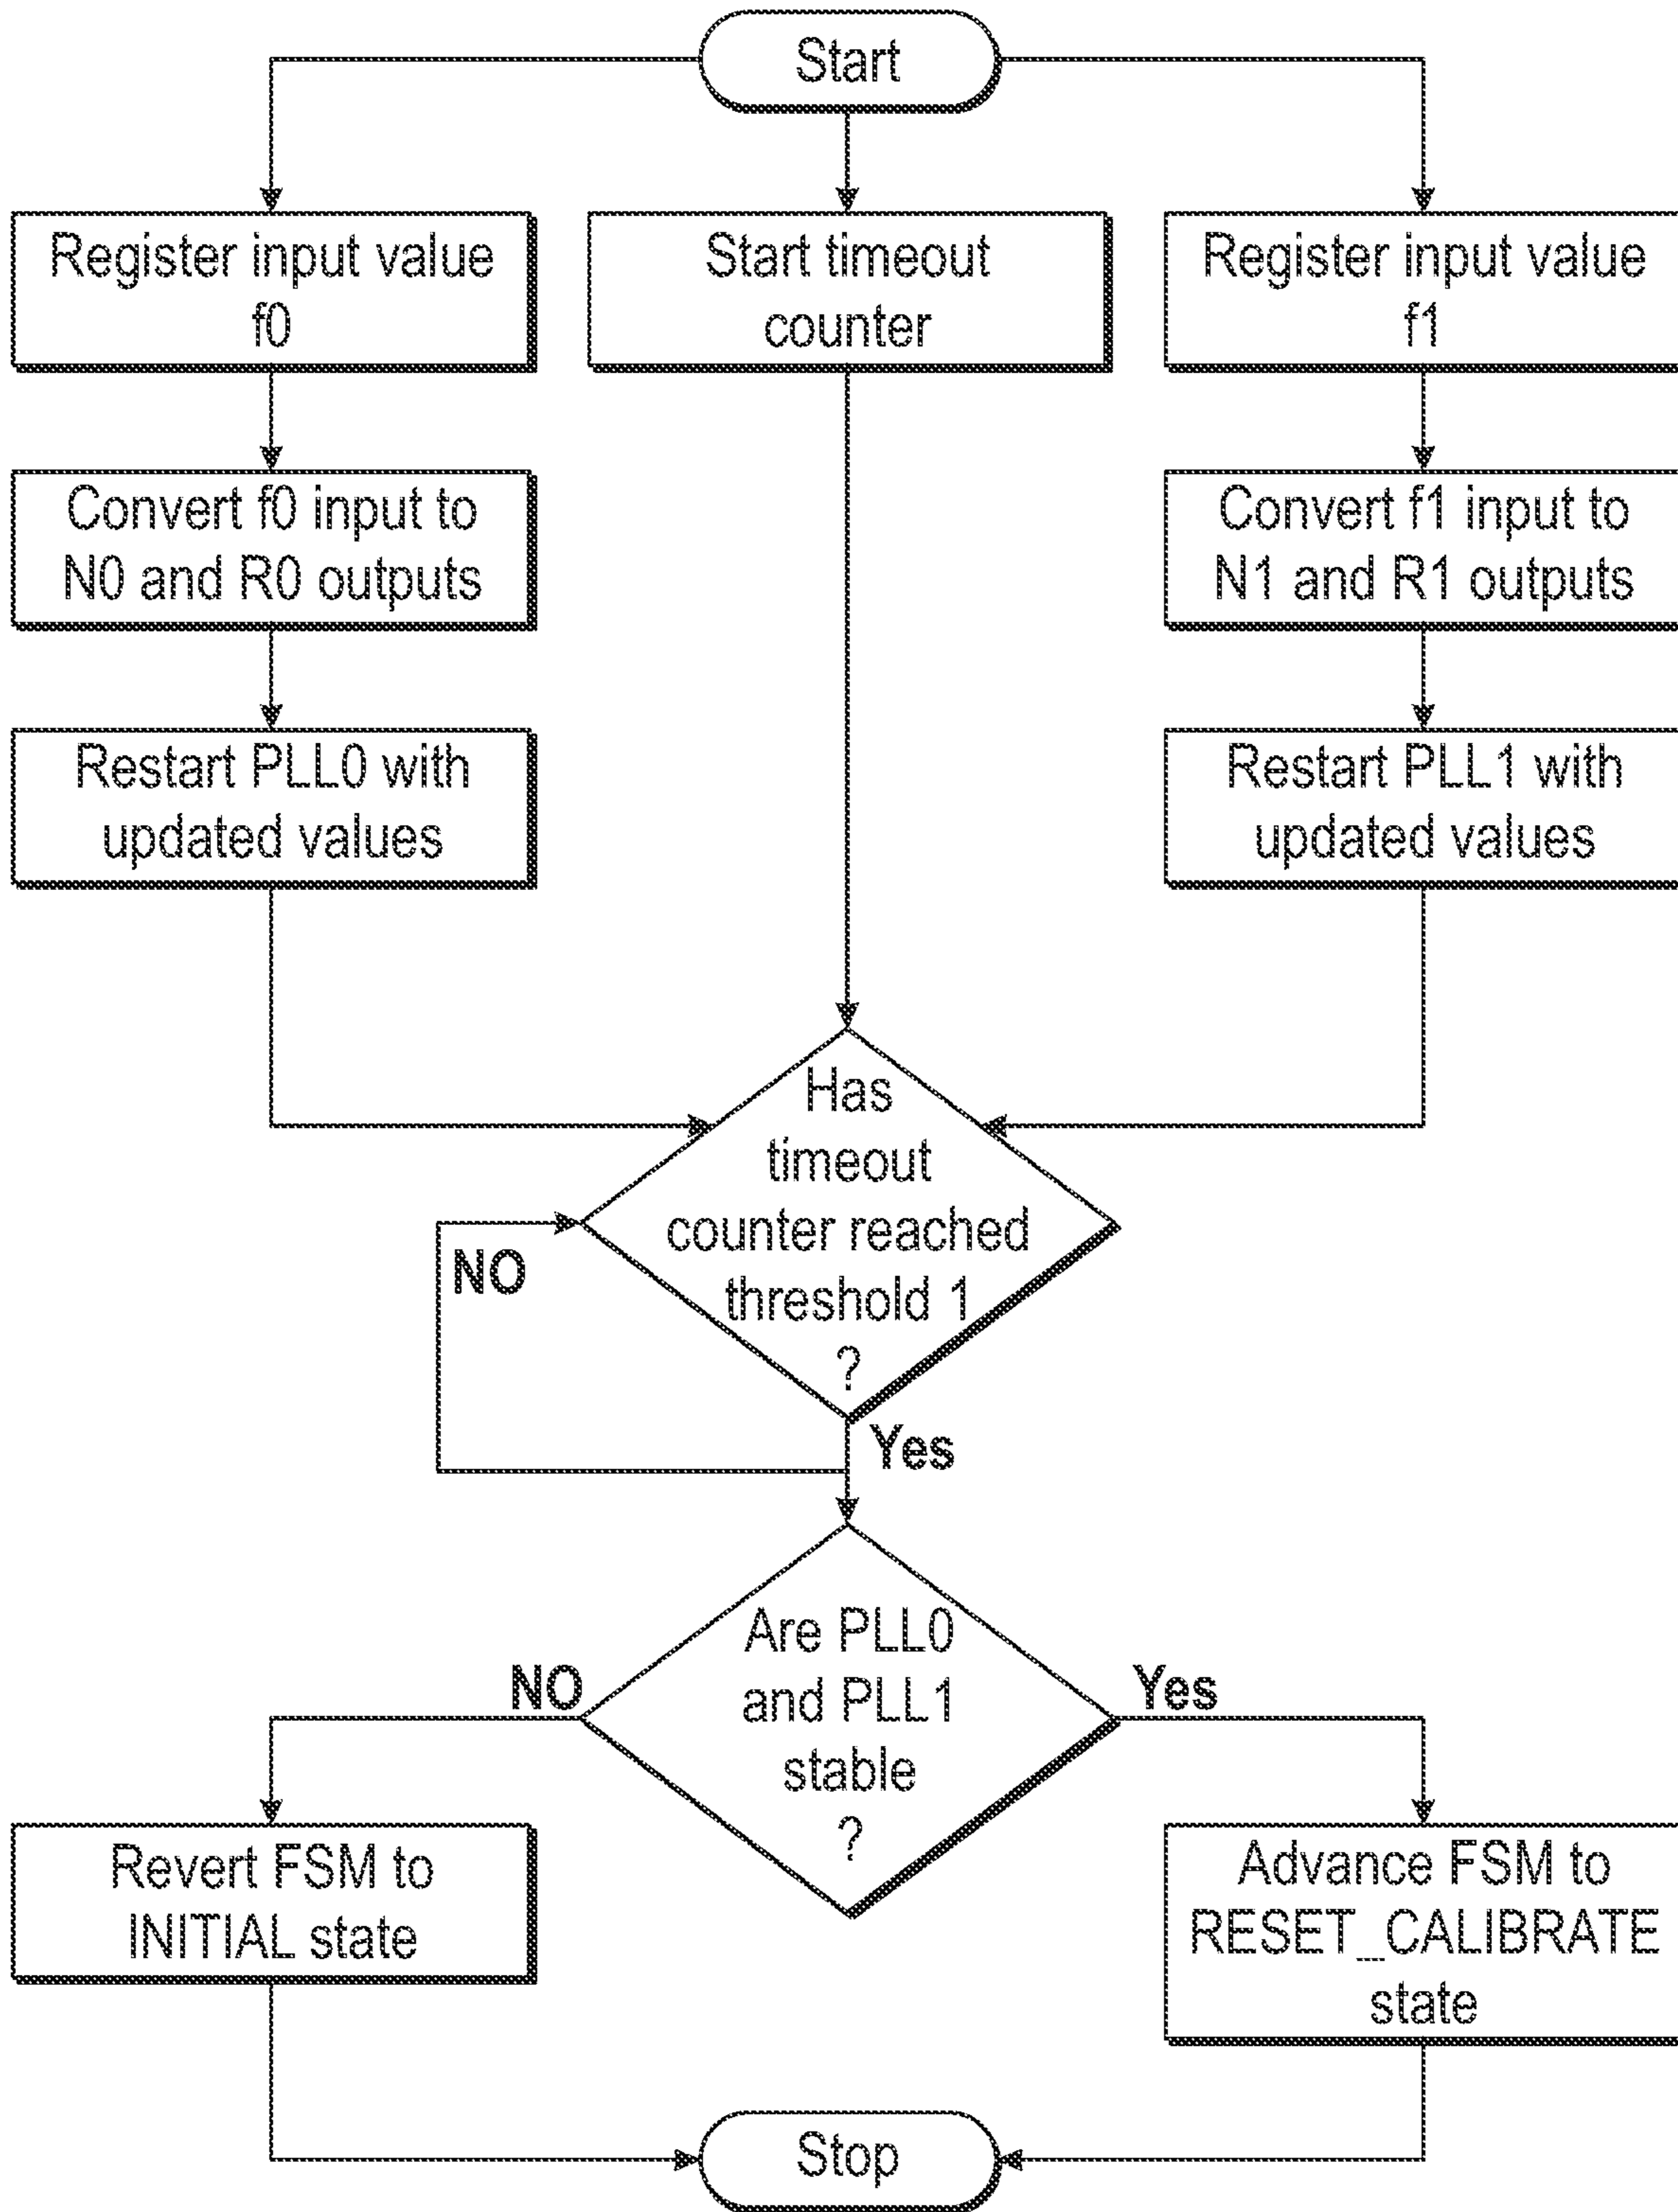 Start
Register input value
f0
Start timeout
counter
Register input value
f1
Convert f0 input to
N0 and R0 outputs
Convert f1 input to
N1 and R1 outputs
Restart PLL0 with
updated values
Restart PLL1 with
updated values
Has
timeout
counter reached
threshold 1
?
NO
Yes
Are PLL0
and PLL1
stable
?
NO
Yes
Revert FSM to
INITIAL state
Advance FSM to
RESET_CALIBRATE
state
Stop